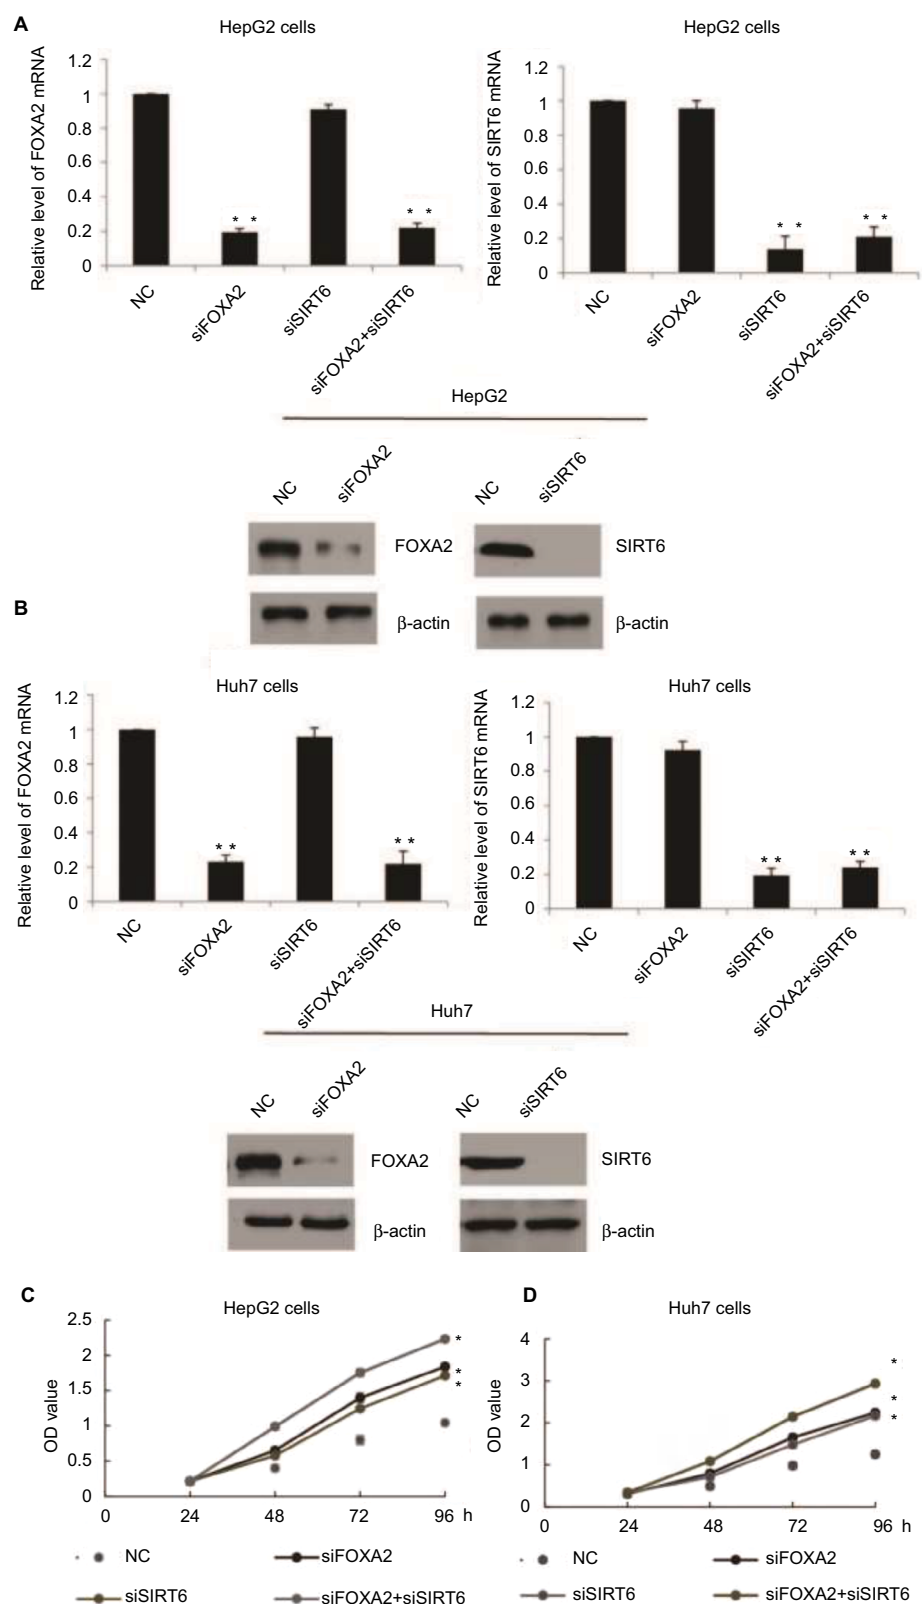 A
HepG2 cells
HepG2 cells
Relative level of FOXA2 mRNA
1.2
1
0.8
0.6
0.4
0.2
0
* *
* *
NC
siFOXA2
siSIRT6
siFOXA2+siSIRT6
Relative level of SIRT6 mRNA
1.2
1
0.8
0.6
0.4
0.2
0
* *
* *
NC
siFOXA2
siSIRT6
siFOXA2+siSIRT6
HepG2
NC
siFOXA2
NC
siSIRT6
FOXA2
SIRT6
β-actin
β-actin
B
Huh7 cells
Huh7 cells
Relative level of FOXA2 mRNA
1.2
1
0.8
0.6
0.4
0.2
0
* *
* *
NC
siFOXA2
siSIRT6
siFOXA2+siSIRT6
Relative level of SIRT6 mRNA
1.2
1
0.8
0.6
0.4
0.2
0
* *
* *
NC
siFOXA2
siSIRT6
siFOXA2+siSIRT6
Huh7
NC
siFOXA2
NC
siSIRT6
FOXA2
SIRT6
β-actin
β-actin
C
HepG2 cells
OD value
2.5
2
1.5
1
0.5
0
*
*
*
0 24 48 72 96 h
NC
siFOXA2
siSIRT6
siFOXA2+siSIRT6
D
Huh7 cells
OD value
4
3
2
1
0
*
*
*
0 24 48 72 96 h
NC
siFOXA2
siSIRT6
siFOXA2+siSIRT6